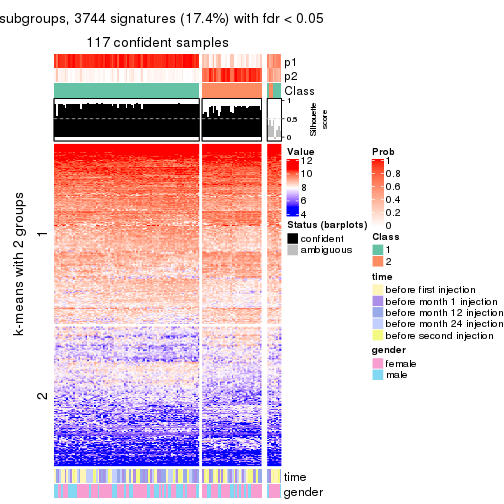 subgroups, 3744 signatures (17.4%) with fdr < 0.05
117 confident samples
p1
p2
Class
1
0.5
0
Silhouette
score
k-means with 2 groups
1
2
time
gender
Value
12
10
8
6
4
Status (barplots)
confident
ambiguous
Prob
1
0.8
0.6
0.4
0.2
0
Class
1
2
time
before first injection
before month 1 injection
before month 12 injection
before month 24 injection
before second injection
gender
female
male